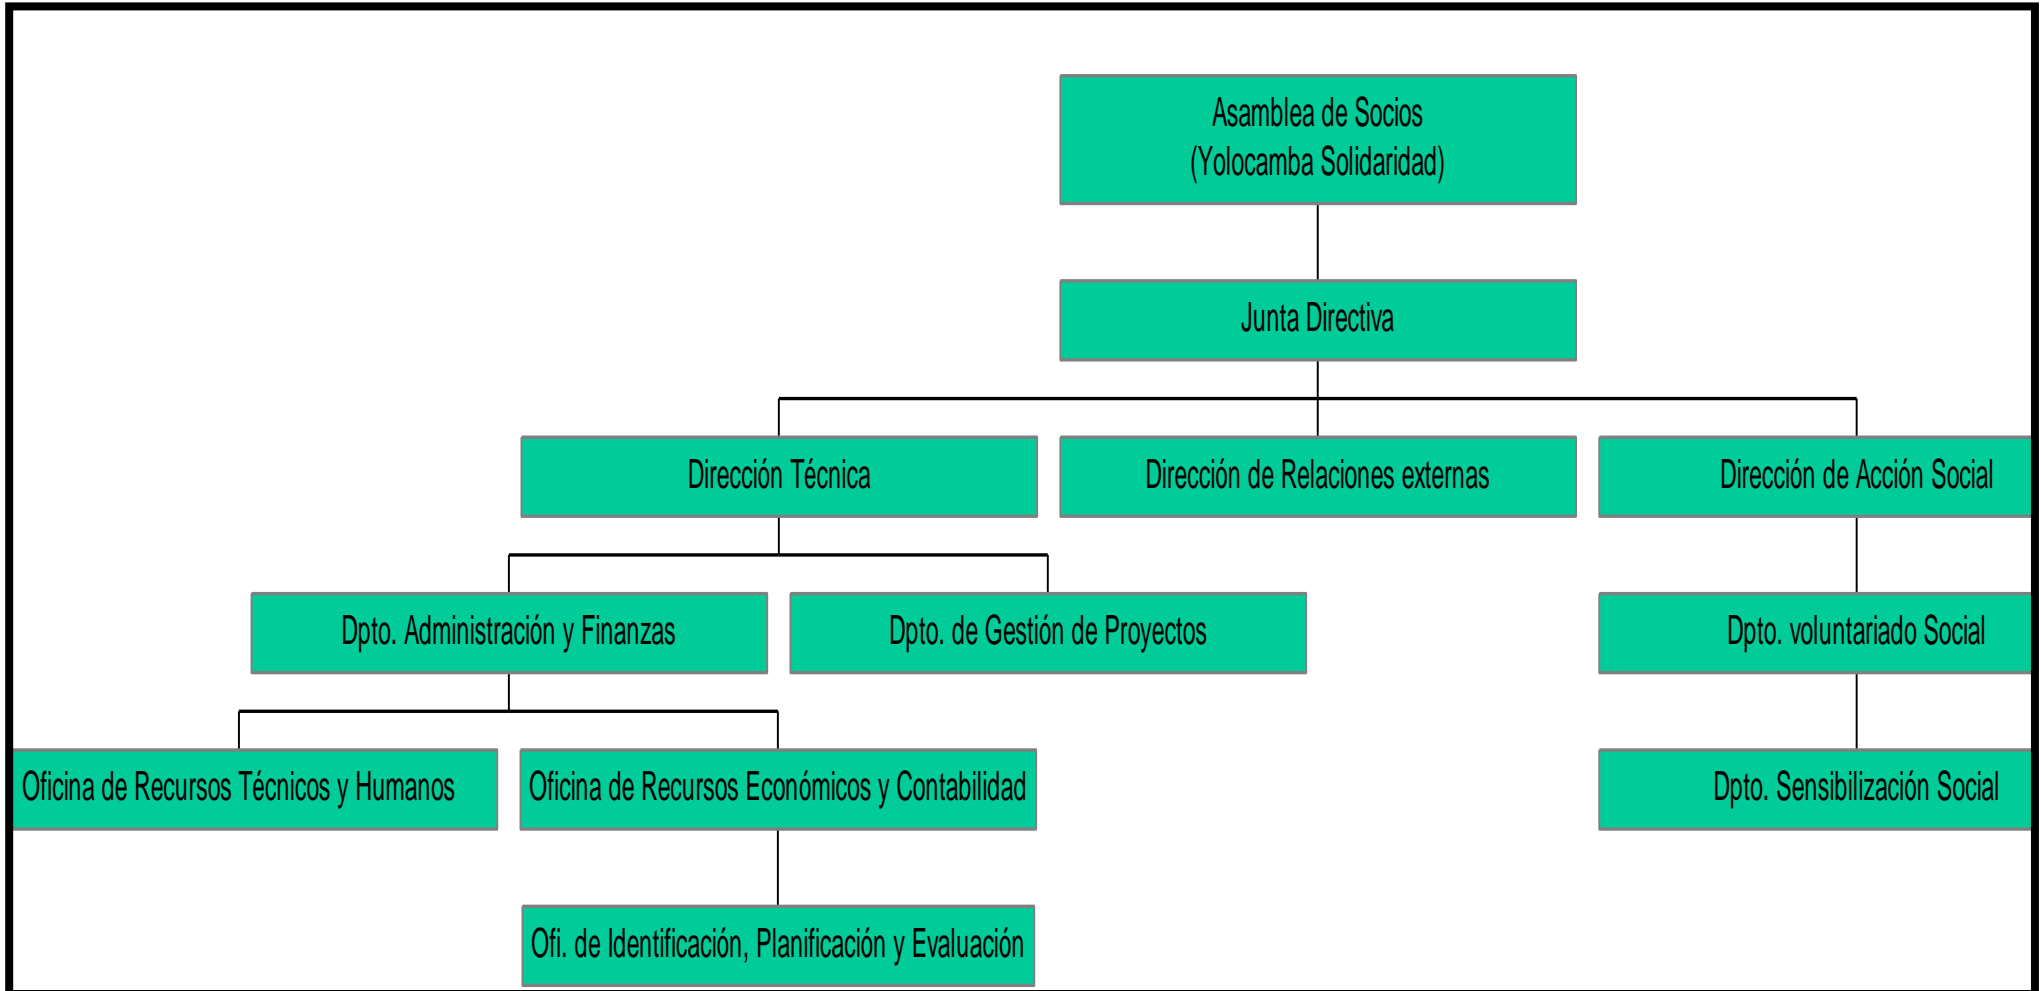 Asamblea de Socios
(Yolocamba Solidaridad)
Junta Directiva
Dirección Técnica
Dirección de Relaciones externas
Dirección de Acción Social
Dpto. Administración y Finanzas
Dpto. de Gestión de Proyectos
Dpto. voluntariado Social
Oficina de Recursos Técnicos y Humanos
Oficina de Recursos Económicos y Contabilidad
Dpto. Sensibilización Social
Ofi. de Identificación, Planificación y Evaluación